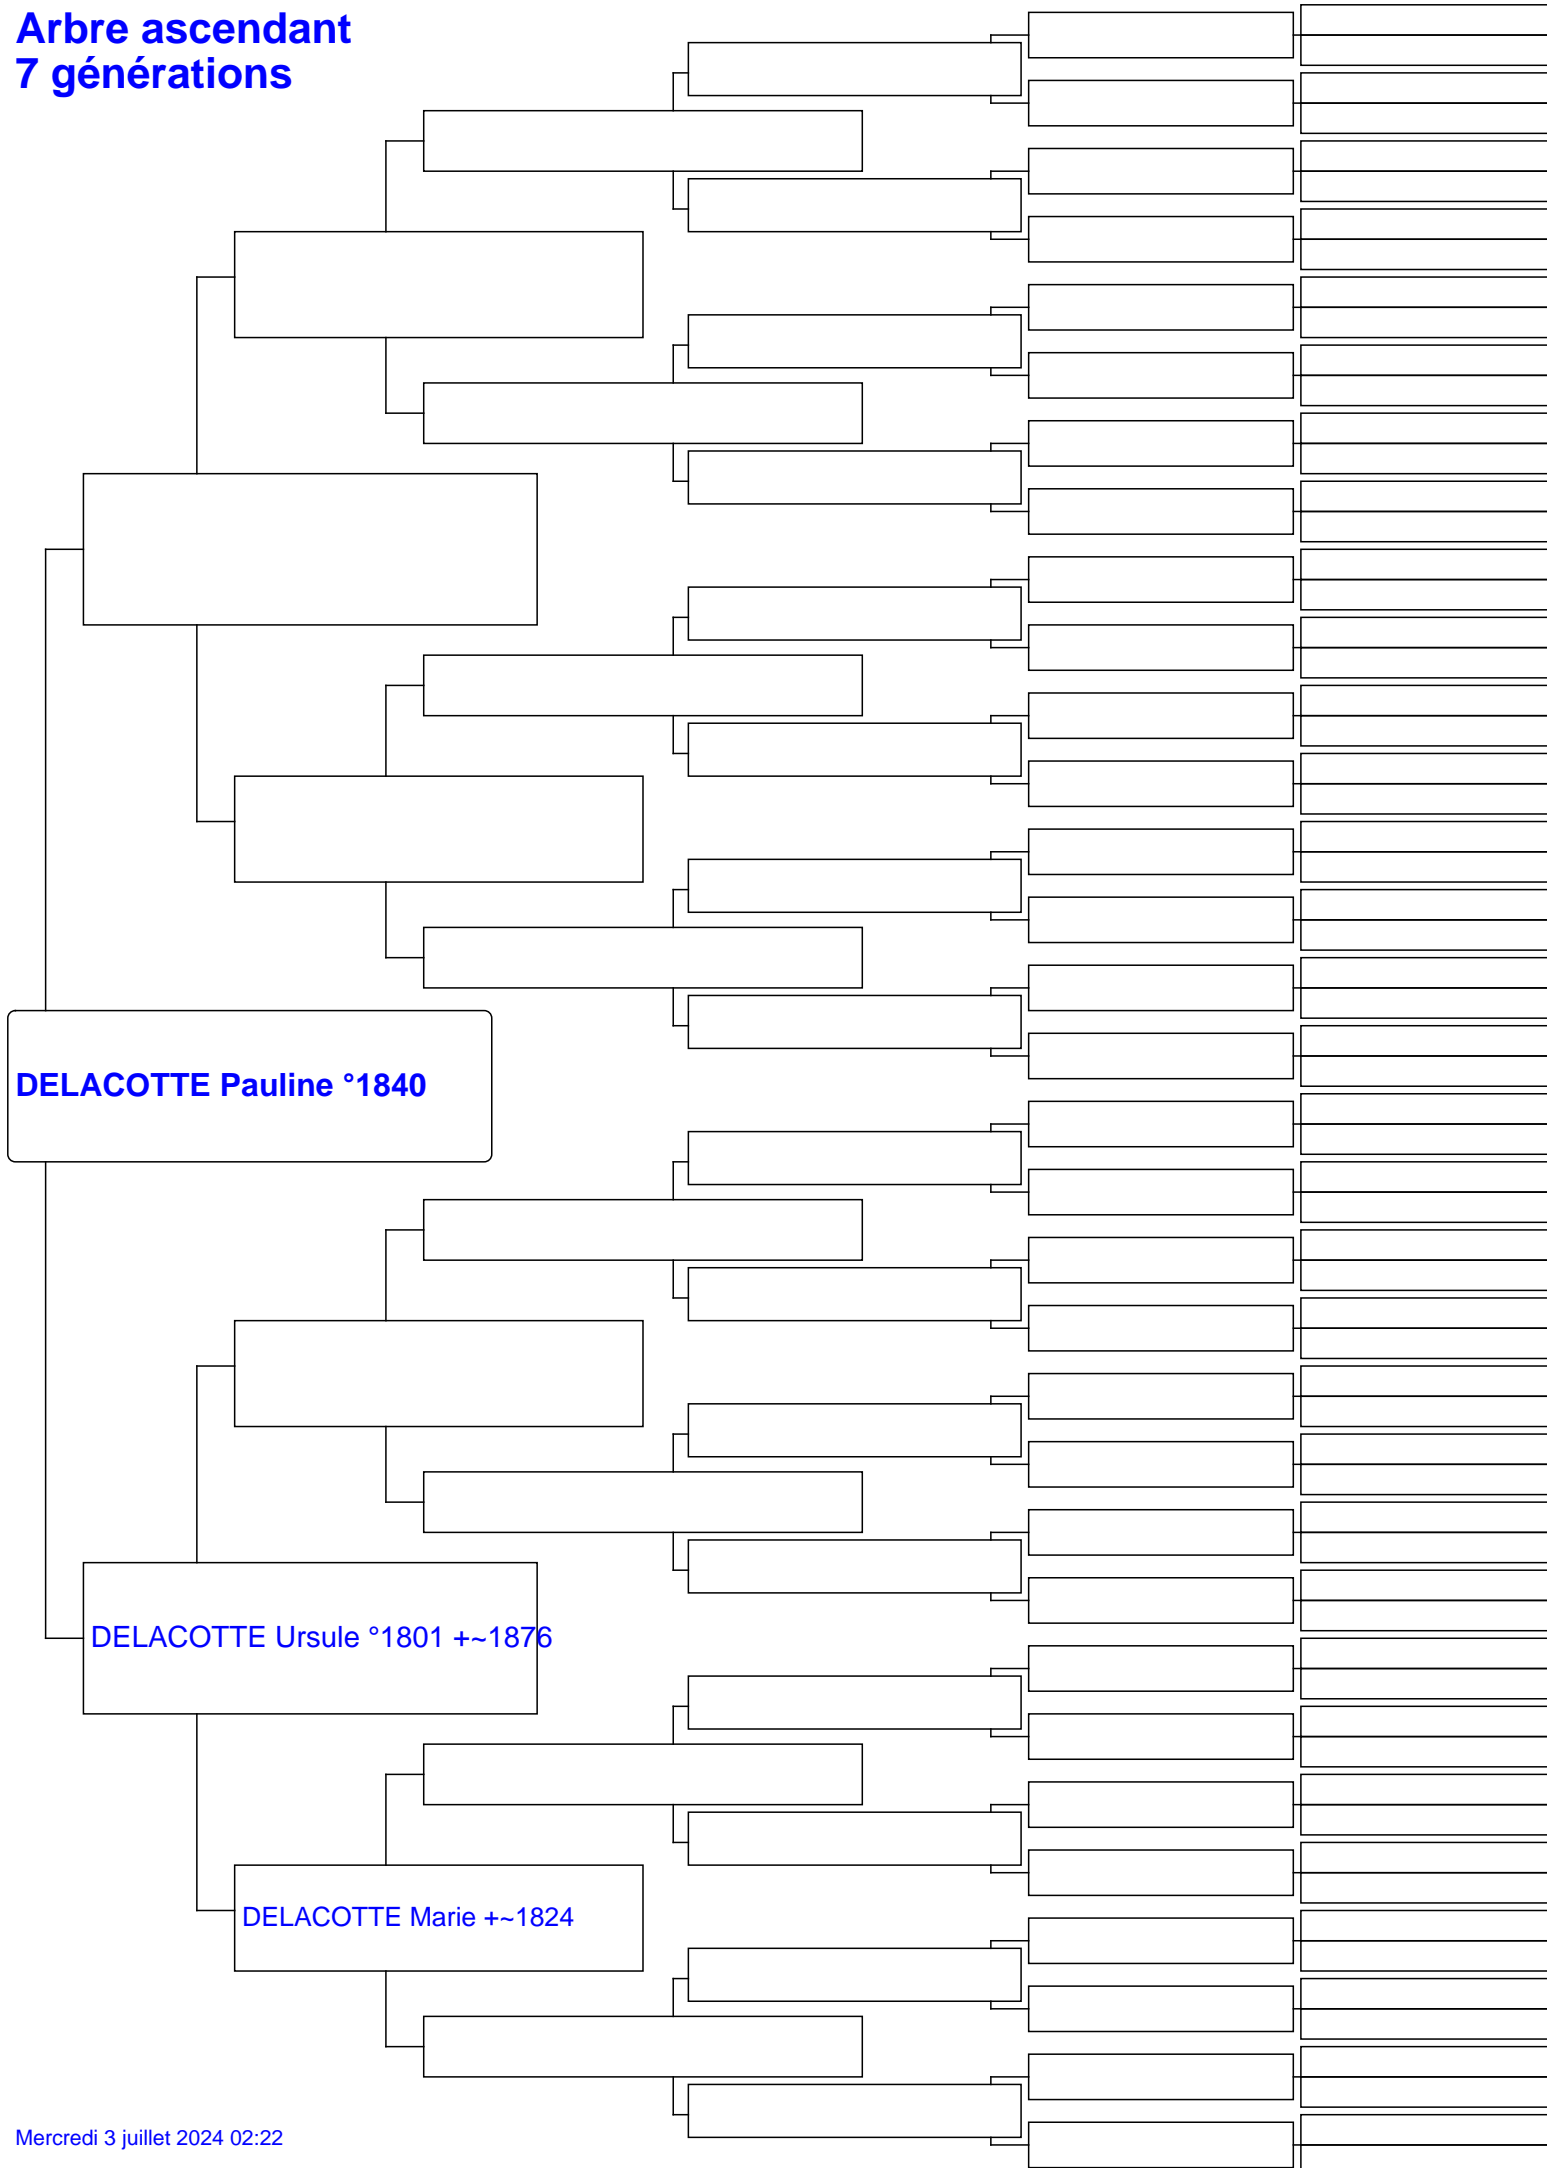 Arbre ascendant
7 générations
DELACOTTE Pauline °1840
DELACOTTE Ursule °1801 +~1876
DELACOTTE Marie +~1824
Mercredi 3 juillet 2024 02:22